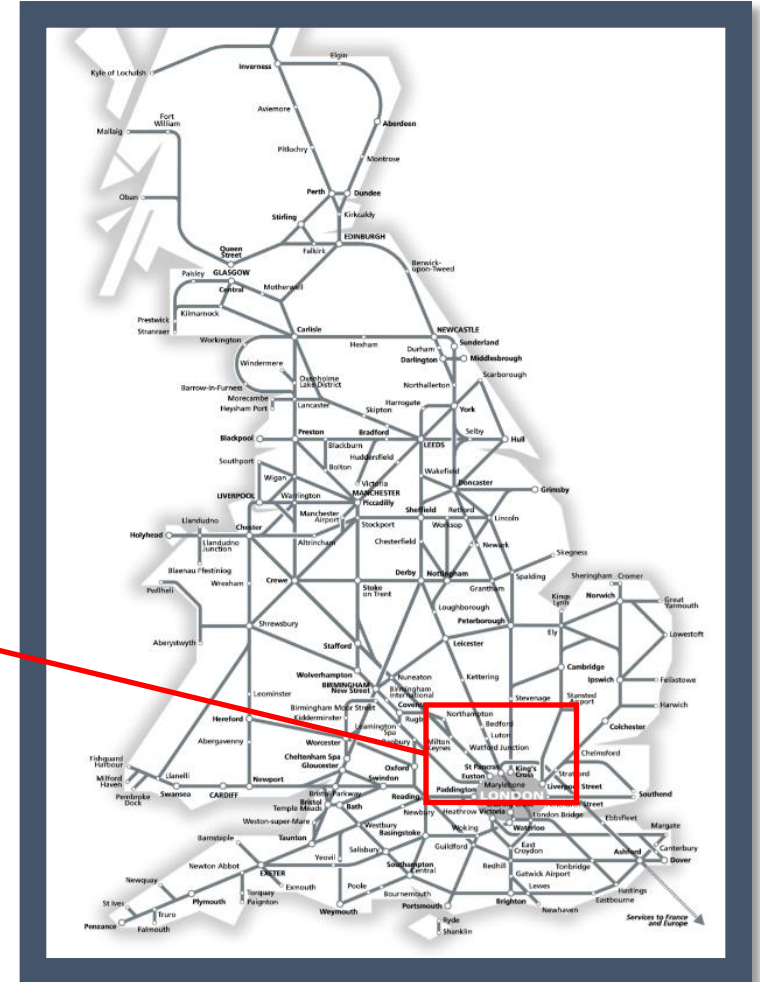 Elgin
Inverness
Kyle of Lochalsh
Aviemore
Fort
William
Mallaig
Aberdeen
Pitlochry
Montrose
Perth
Dundee
Oban
Stirling
Kirkcaldy
EDINBURGH
Queen
Street
Falkirk
Berwick-
upon-Tweed
Paisley
GLASGOW
Central
Motherwell
Kilmarnock
Prestwick
Stranraer
Carlisle
NEWCASTLE
Workington
Hexham
Durham
Sunderland
Darlington
Middlesbrough
Windermere
Scarborough
Oxenholme
Lake District
Barrow-in-Furness
Northallerton
Morecambe
Heysham Port
Lancaster
Harrogate
York
Skipton
Blackpool
Preston
Bradford
Selby
Hull
Blackburn
LEEDS
Huddersfield
Southport
Bolton
Wakefield
Wigan
Victoria
Doncaster
LIVERPOOL
Warrington
MANCHESTER
Piccadilly
Grimsby
Manchester
Airport
Sheffield
Retford
Llandudno
Stockport
Worksop
Lincoln
Holyhead
Chester
Llandudno
Junction
Altrincham
Chesterfield
Newark
Skegness
Blaenau Ffestiniog
Wrexham
Crewe
Derby
Nottingham
Spalding
Sheringham
Cromer
Pwllheli
Stoke
on Trent
Grantham
Kings
Lynn
Norwich
Great
Yarmouth
Loughborough
Shrewsbury
Peterborough
Ely
Lowestoft
Aberystwyth
Stafford
Leicester
Cambridge
Wolverhampton
Nuneaton
Kettering
Ipswich
Felixstowe
BIRMINGHAM
New Street
Birmingham
International
Leominster
Stevenage
Stansted
Airport
Birmingham Moor Street
Harwich
Hereford
Kidderminster
Northampton
Leamington
Spa
Bedford
Colchester
Abergavenny
Worcester
Milton
Keynes
Luton
Watford Junction
Chelmsford
Cheltenham Spa
Gloucester
Oxford
St Pancras
Euston
King's
Cross
Stratford
Fishguard
Harbour
Llanelli
Swindon
Paddington
Marylebone
Liverpool Street
Milford
Haven
Newport
Reading
LONDON
Southend
Pembroke
Dock
Swansea
CARDIFF
Bristol Parkway
Bristol
Temple Meads
Bath
Newbury
Heathrow
Victoria
London Bridge
Ebbsfleet
Weston-super-Mare
Westbury
Basingstoke
Woking
Waterloo
Margate
Barnstaple
Taunton
Salisbury
Guildford
East
Croydon
Canterbury
Yeovil
Southampton
Central
Redhill
Tonbridge
Ashford
Dover
Newton Abbot
EXETER
Gatwick Airport
Newquay
Exmouth
Poole
Lewes
Hastings
Torquay
Paignton
Bournemouth
Eastbourne
St Ives
Plymouth
Weymouth
Portsmouth
Brighton
Newhaven
Truro
Ryde
Services to France
and Europe
Penzance
Falmouth
Shanklin